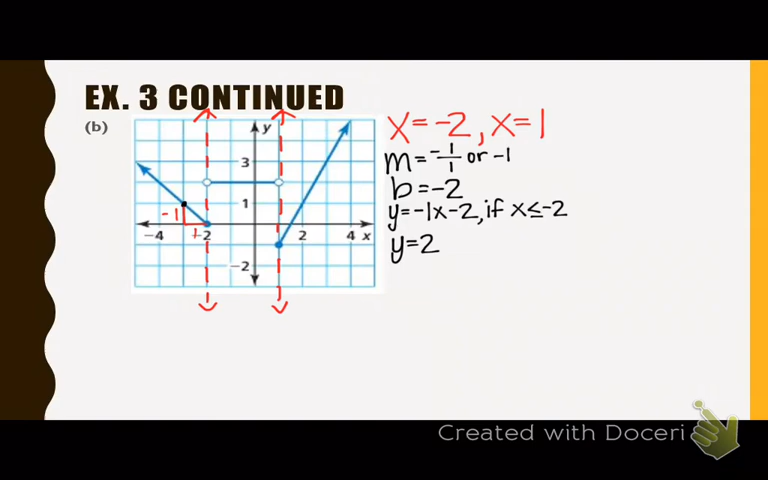 EX. 3 CONTINUED
(b)
x=-2, x=1
m=-1/1 or -1
b=-2
y=-1x-2, if x≤-2
y=2
y
3
1
-1
+2
-4
-2
2
4 x
-2
Created with Doceri